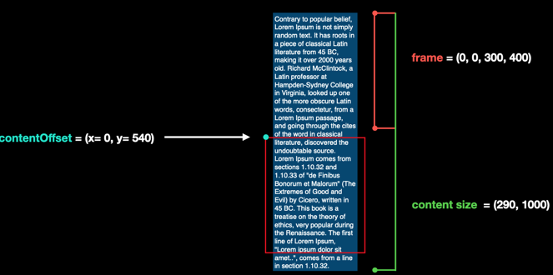 Contrary to popular belief,
Lorem Ipsum is not simply
random text. It has roots in
a piece of classical Latin
literature from 45 BC,
making it over 2000 years
old. Richard McClintock, a
Latin professor at
Hampden-Sydney College
in Virginia, looked up one
of the more obscure Latin
words, consectetur, from a
Lorem Ipsum passage,
and going through the cites
of the word in classical
literature, discovered the
undoubtable source.
Lorem Ipsum comes from
sections 1.10.32 and
1.10.33 of "de Finibus
Bonorum et Malorum" (The
Extremes of Good and
Evil) by Cicero, written in
45 BC. This book is a
treatise on the theory of
ethics, very popular during
the Renaissance. The first
line of Lorem Ipsum,
"Lorem ipsum dolor sit
amet..", comes from a line
in section 1.10.32.
frame = (0, 0, 300, 400)
contentOffset = (x= 0, y= 540)
content size = (290, 1000)